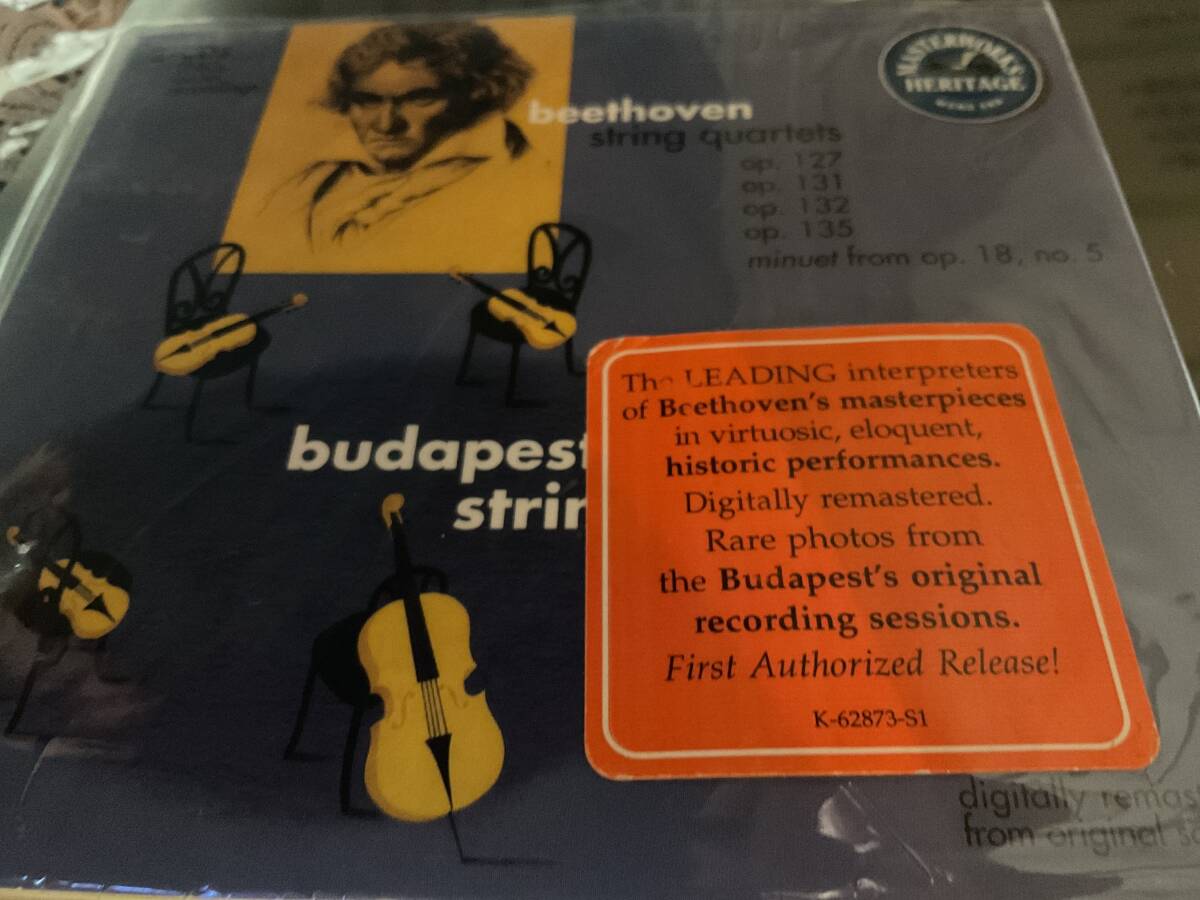 beethoven
string quartets
op. 127
op. 131
op. 132
op. 135
minuet from op. 18, no. 5
MASTERWORKS
HERITAGE
budapest
strin
The LEADING interpreters
of Beethoven's masterpieces
in virtuosic, eloquent,
historic performances.
Digitally remastered.
Rare photos from
the Budapest's original
recording sessions.
First Authorized Release!
K-62873-S1
digitally remas
from original